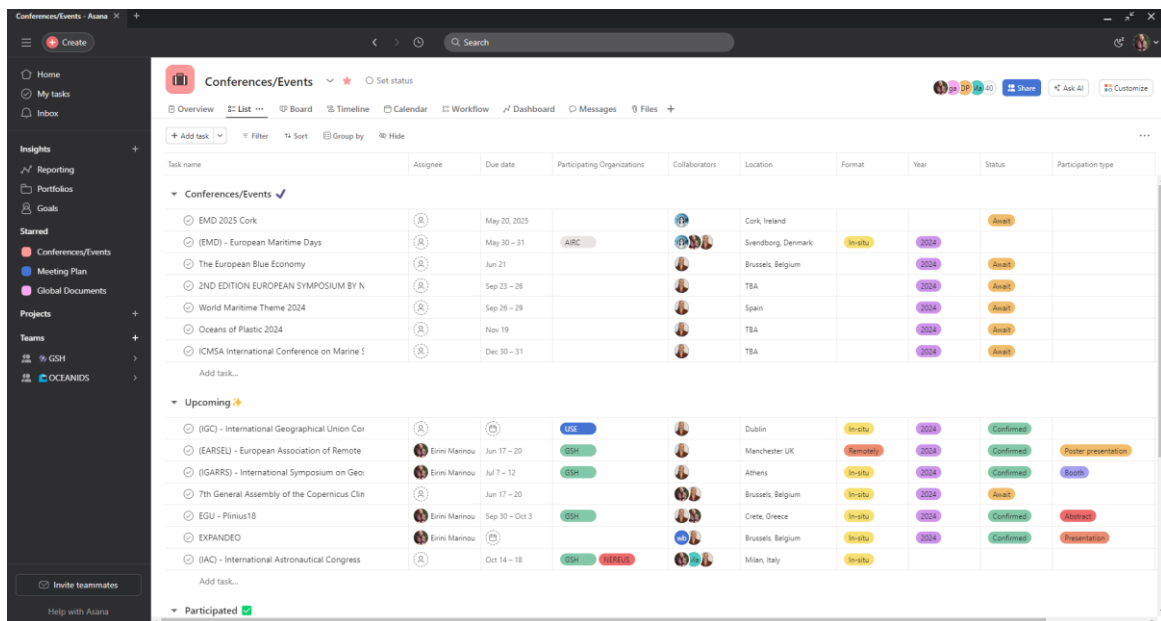 Conferences/Events - Asana
Create
Search
Home
My tasks
Inbox
Insights
Reporting
Portfolios
Goals
Starred
Conferences/Events
Meeting Plan
Global Documents
Projects
Teams
GSH
OCEANIDS
Invite teammates
Help with Asana
Conferences/Events Set status
ga DP Ma 40 Share Ask AI Customize
Overview List Board Timeline Calendar Workflow Dashboard Messages Files
+ Add task Filter Sort Group by Hide
Task name Assignee Due date Participating Organizations Collaborators Location Format Year Status Participation type
Conferences/Events
EMD 2025 Cork May 20, 2025 Cork, Ireland Await
(EMD) - European Maritime Days May 30 – 31 AIRC Svendborg, Denmark In-situ 2024
The European Blue Economy Jun 21 Brussels, Belgium 2024 Await
2ND EDITION EUROPEAN SYMPOSIUM BY N Sep 23 – 26 TBA 2024 Await
World Maritime Theme 2024 Sep 26 – 29 Spain 2024 Await
Oceans of Plastic 2024 Nov 19 TBA 2024 Await
ICMSA International Conference on Marine S Dec 30 – 31 TBA 2024 Await
Add task...
Upcoming
(IGC) - International Geographical Union Cor USE Dublin In-situ 2024 Confirmed
(EARSEL) - European Association of Remote Eirini Marinou Jun 17 – 20 GSH Manchester UK Remotely 2024 Confirmed Poster presentation
(IGARRS) - International Symposium on Geo: Eirini Marinou Jul 7 – 12 GSH Athens In-situ 2024 Confirmed Booth
7th General Assembly of the Copernicus Clin Jun 17 – 20 Brussels, Belgium In-situ 2024 Await
EGU - Plinius18 Eirini Marinou Sep 30 – Oct 3 GSH Crete, Greece In-situ 2024 Confirmed Abstract
EXPANDEO Eirini Marinou wb Brussels, Belgium In-situ 2024 Confirmed Presentation
(IAC) - International Astronautical Congress Oct 14 – 18 GSH NEREUS Ma Milan, Italy In-situ
Add task...
Participated